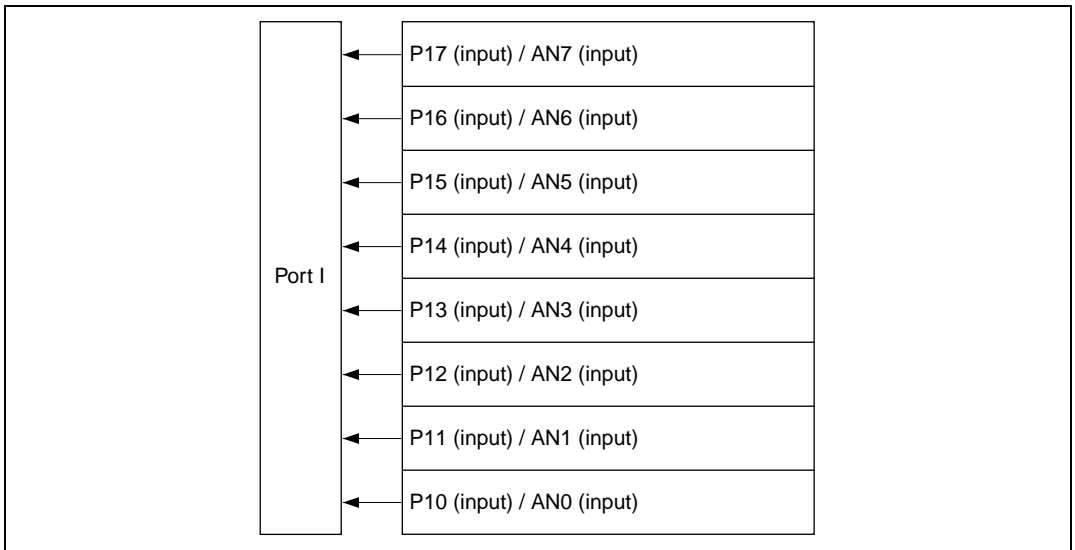 P17 (input) / AN7 (input)
P16 (input) / AN6 (input)
P15 (input) / AN5 (input)
P14 (input) / AN4 (input)
Port I
P13 (input) / AN3 (input)
P12 (input) / AN2 (input)
P11 (input) / AN1 (input)
P10 (input) / AN0 (input)